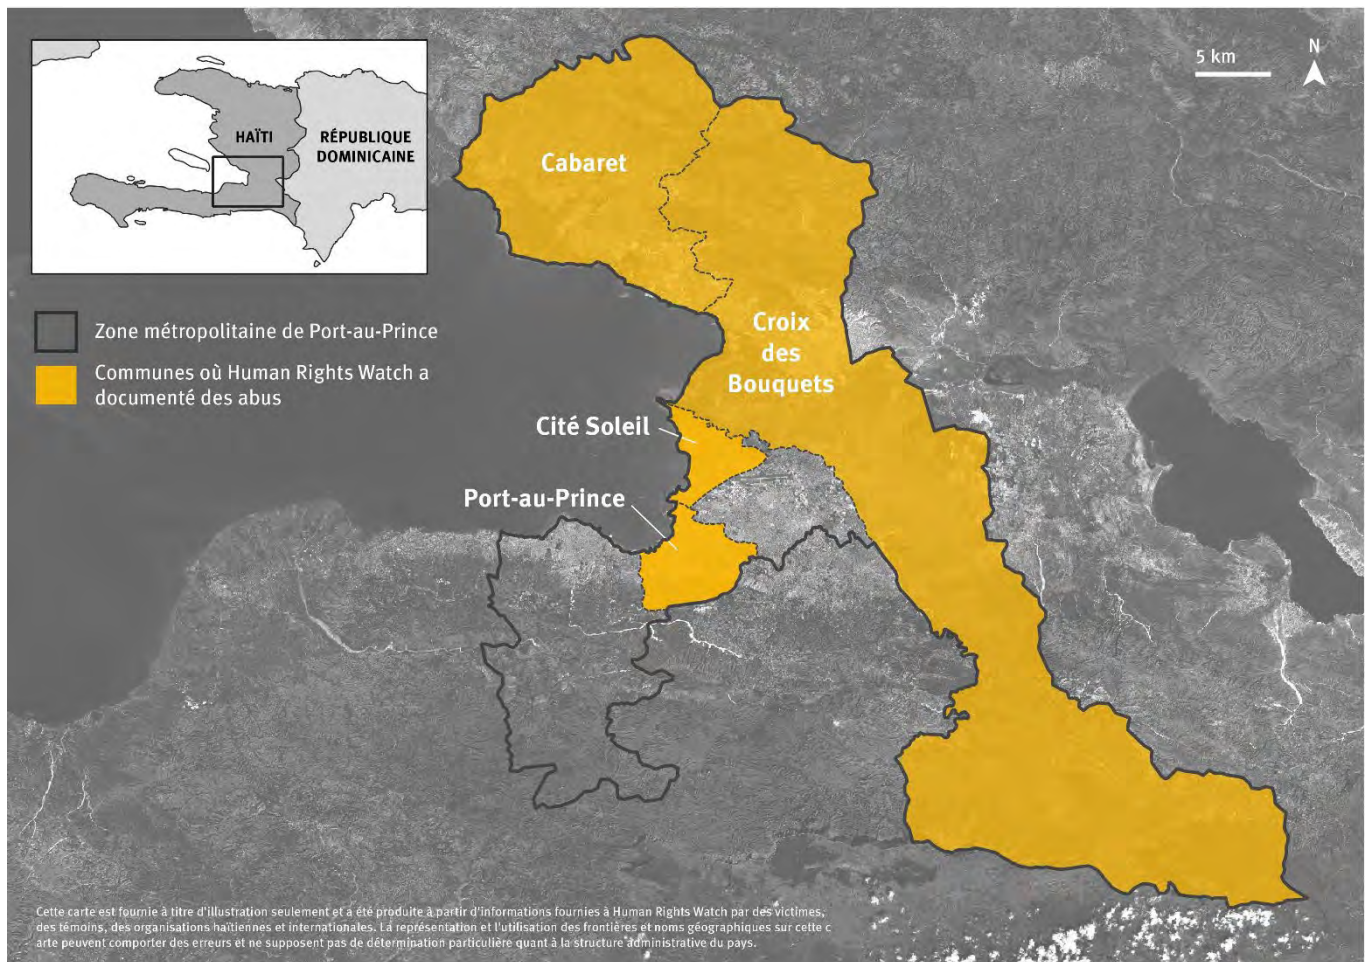 5 km
N
HAÏTI
RÉPUBLIQUE
DOMINICAINE
Cabaret
Zone métropolitaine de Port-au-Prince
Communes où Human Rights Watch a
documenté des abus
Croix
des
Bouquets
Cité Soleil
Port-au-Prince
Cette carte est fournie à titre d'illustration seulement et a été produite à partir d'informations fournies à Human Rights Watch par des victimes,
des témoins, des organisations haïtiennes et internationales. La représentation et l'utilisation des frontières et noms géographiques sur cette c
arte peuvent comporter des erreurs et ne supposent pas de détermination particulière quant à la structure administrative du pays.